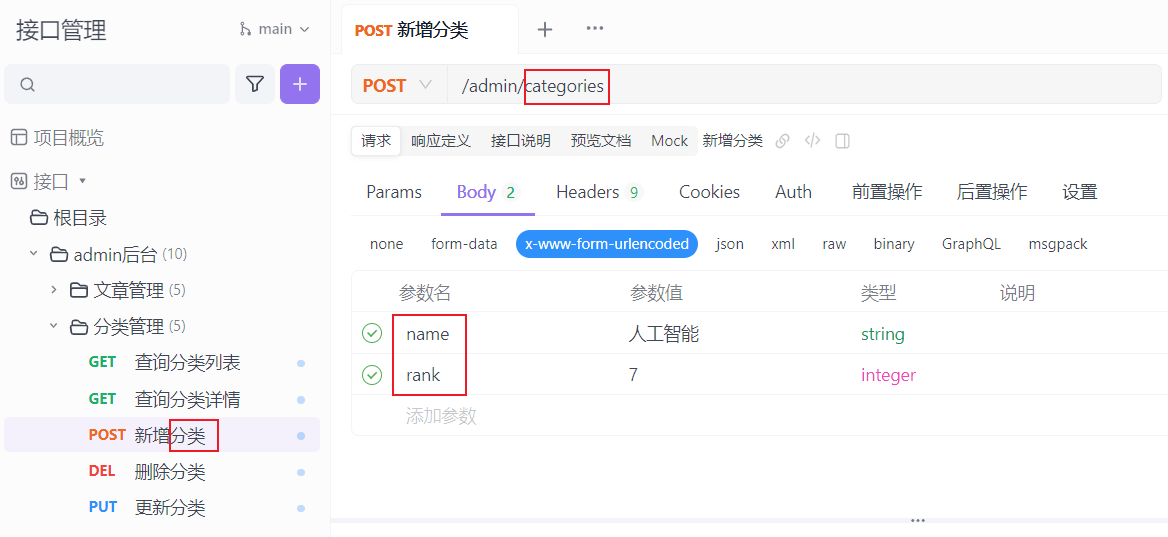 接口管理
main
项目概览
接口
根目录
admin后台 (10)
文章管理 (5)
分类管理 (5)
GET 查询分类列表
GET 查询分类详情
POST 新增分类
DEL 删除分类
PUT 更新分类
POST 新增分类
POST /admin/categories
请求 响应定义 接口说明 预览文档 Mock 新增分类
Params Body 2 Headers 9 Cookies Auth 前置操作 后置操作 设置
none form-data x-www-form-urlencoded json xml raw binary GraphQL msgpack
参数名 参数值 类型 说明
name 人工智能 string
rank 7 integer
添加参数